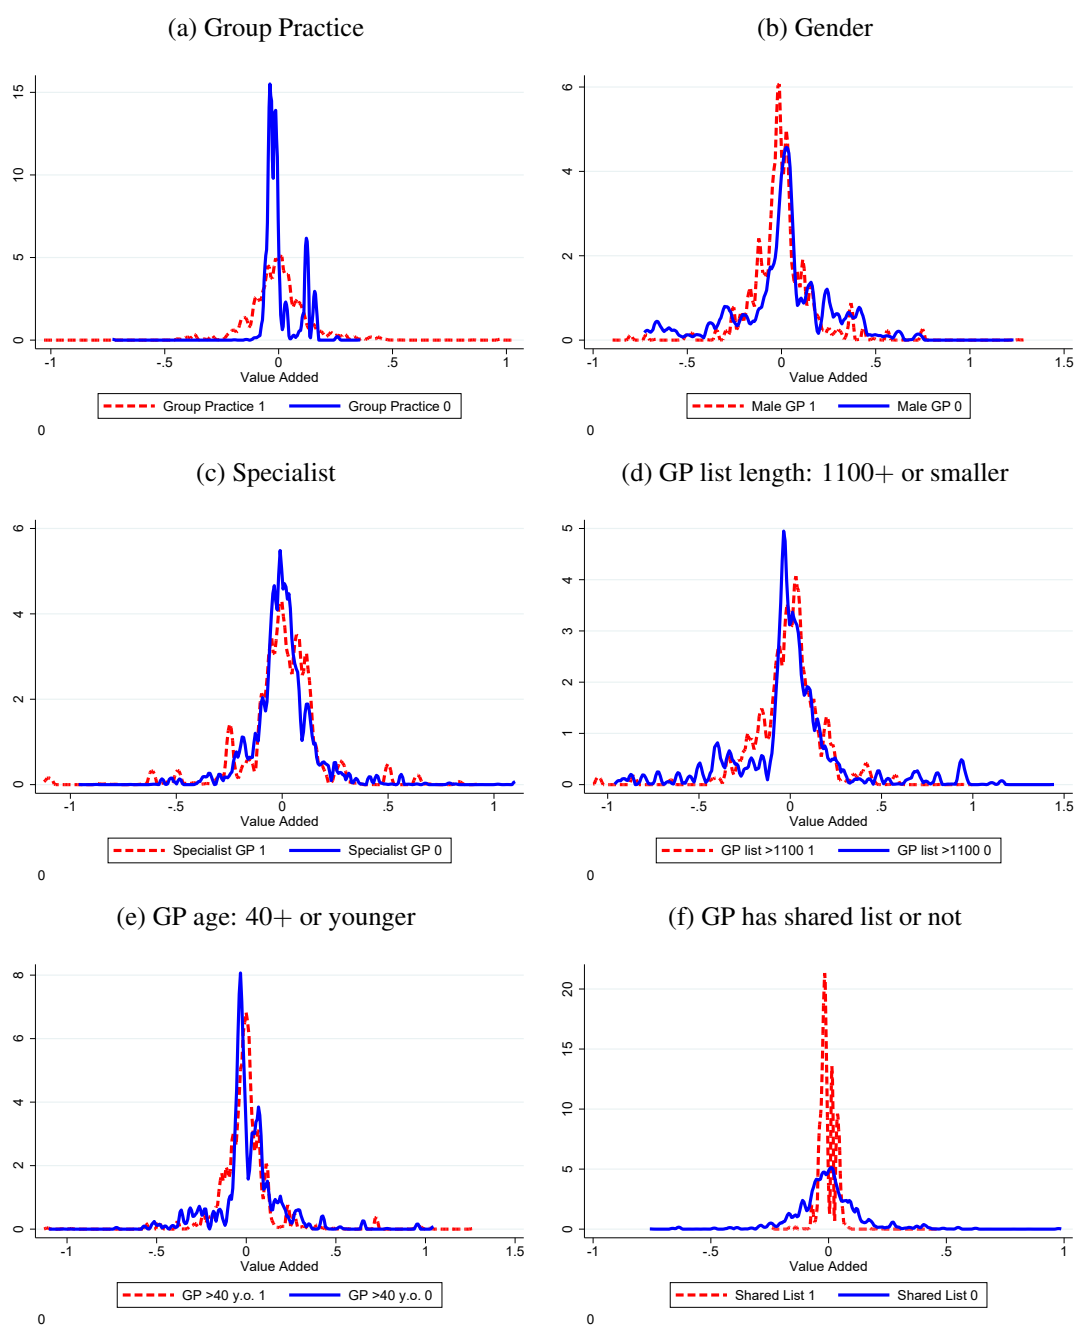 (a) Group Practice
15
10
5
0
-1
-.5
0
.5
1
Value Added
Group Practice 1
Group Practice 0
0
(b) Gender
6
4
2
0
-1
-.5
0
.5
1
1.5
Value Added
Male GP 1
Male GP 0
0
(c) Specialist
6
4
2
0
-1
-.5
0
.5
1
Value Added
Specialist GP 1
Specialist GP 0
0
(d) GP list length: 1100+ or smaller
5
4
3
2
1
0
-1
-.5
0
.5
1
1.5
Value Added
GP list >1100 1
GP list >1100 0
0
(e) GP age: 40+ or younger
8
6
4
2
0
-1
-.5
0
.5
1
1.5
Value Added
GP >40 y.o. 1
GP >40 y.o. 0
0
(f) GP has shared list or not
20
15
10
5
0
-1
-.5
0
.5
1
Value Added
Shared List 1
Shared List 0
0